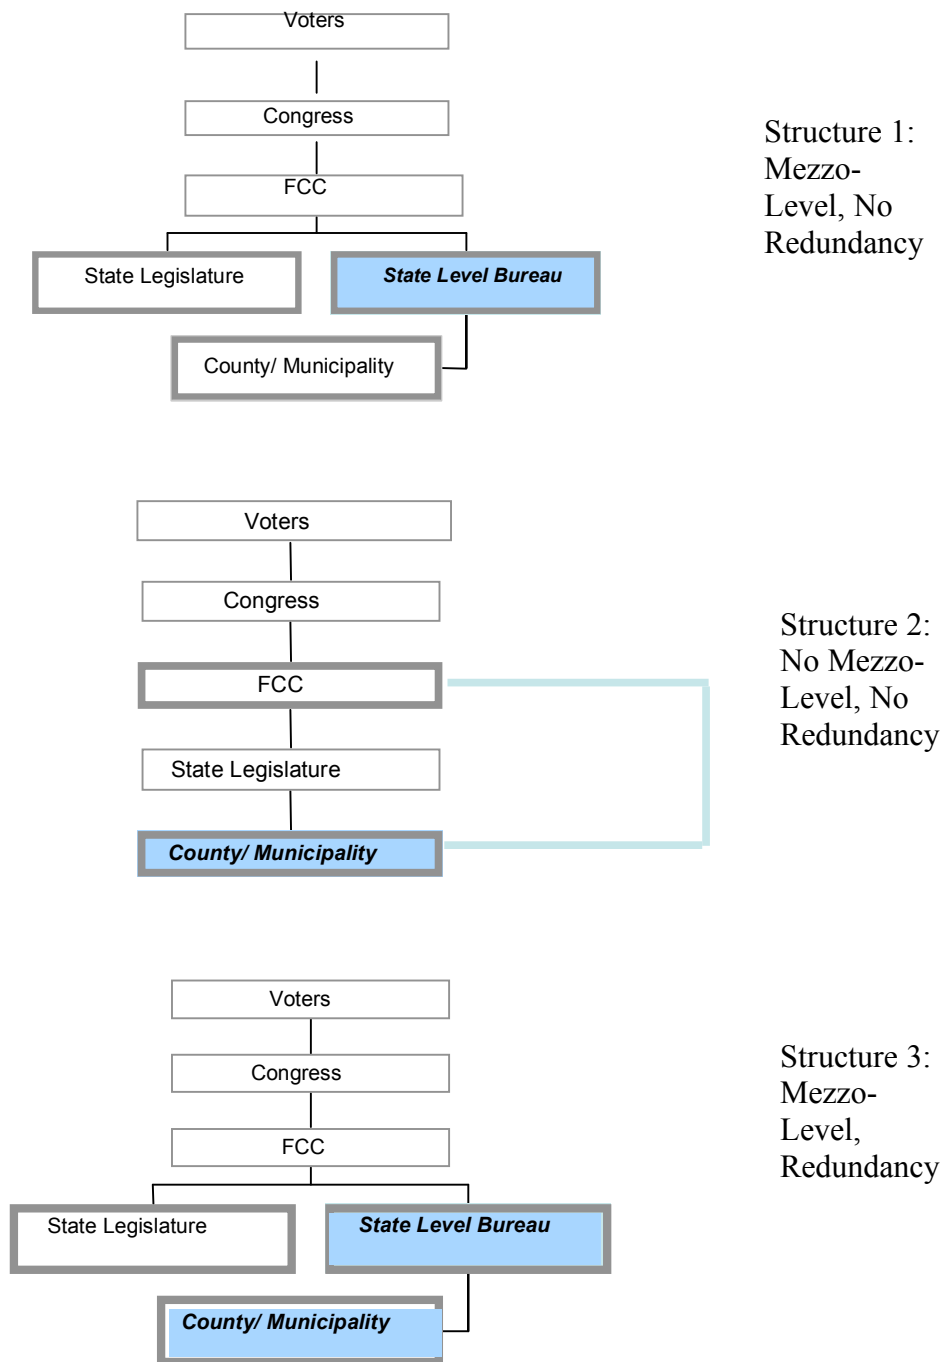 Voters
Congress
FCC
State Legislature
State Level Bureau
County/ Municipality
Structure 1:
Mezzo-
Level, No
Redundancy
Voters
Congress
FCC
State Legislature
County/ Municipality
Structure 2:
No Mezzo-
Level, No
Redundancy
Voters
Congress
FCC
State Legislature
State Level Bureau
County/ Municipality
Structure 3:
Mezzo-
Level,
Redundancy